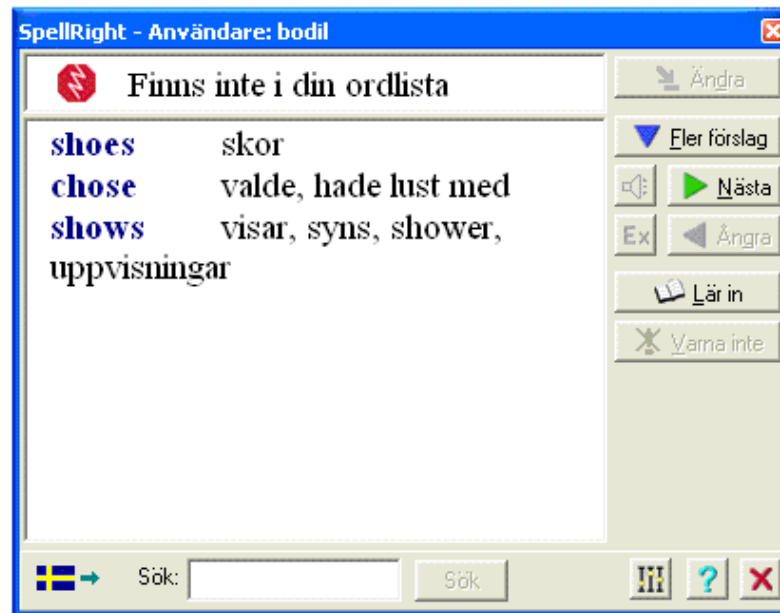 SpellRight - Användare: bodil
Finns inte i din ordlista
Ändra
shoes skor
chose valde, hade lust med
shows visar, syns, shower,
uppvisningar
Fler förslag
Nästa
Ex Ångra
Lär in
Varna inte
Sök: Sök